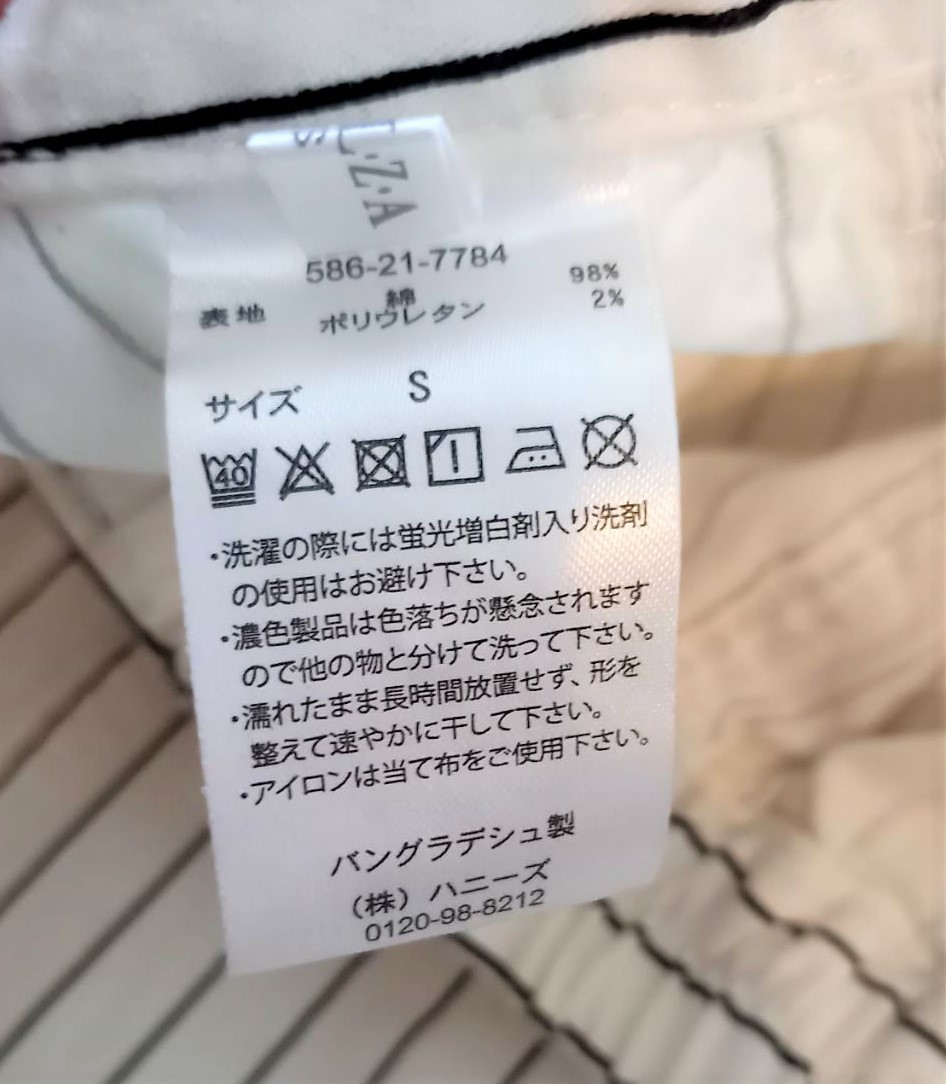 L・Z・A
S
586-21-7784
表地 綿 98%
ポリウレタン 2%
サイズ S
40
・洗濯の際には蛍光増白剤入り洗剤
の使用はお避け下さい。
・濃色製品は色落ちが懸念されます
ので他の物と分けて洗って下さい。
・濡れたまま長時間放置せず、形を
整えて速やかに干して下さい。
・アイロンは当て布をご使用下さい。
バングラデシュ製
（株）ハニーズ
0120-98-8212